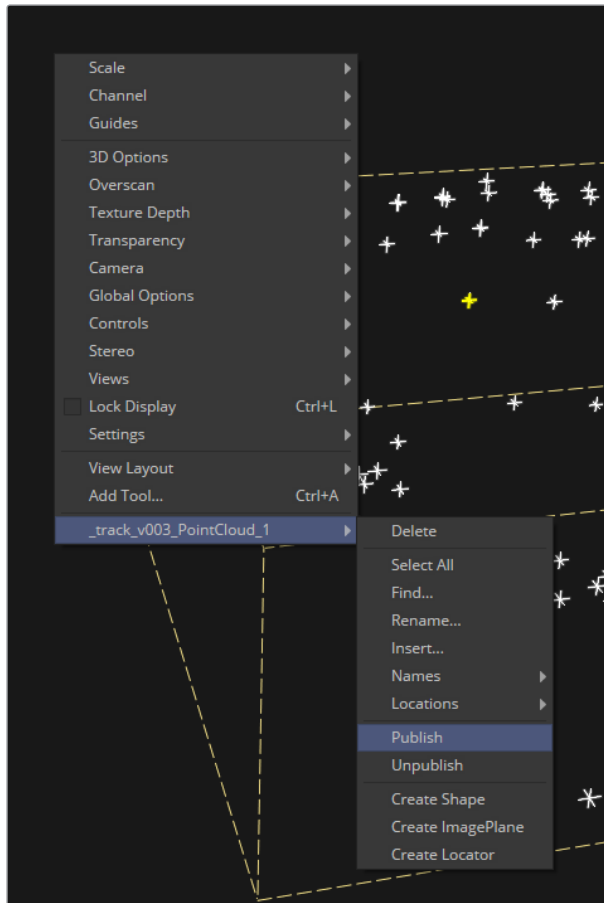 Scale
Channel
Guides
3D Options
Overscan
Texture Depth
Transparency
Camera
Global Options
Controls
Stereo
Views
Lock Display Ctrl+L
Settings
View Layout
Add Tool... Ctrl+A
_track_v003_PointCloud_1
Delete
Select All
Find...
Rename...
Insert...
Names
Locations
Publish
Unpublish
Create Shape
Create ImagePlane
Create Locator